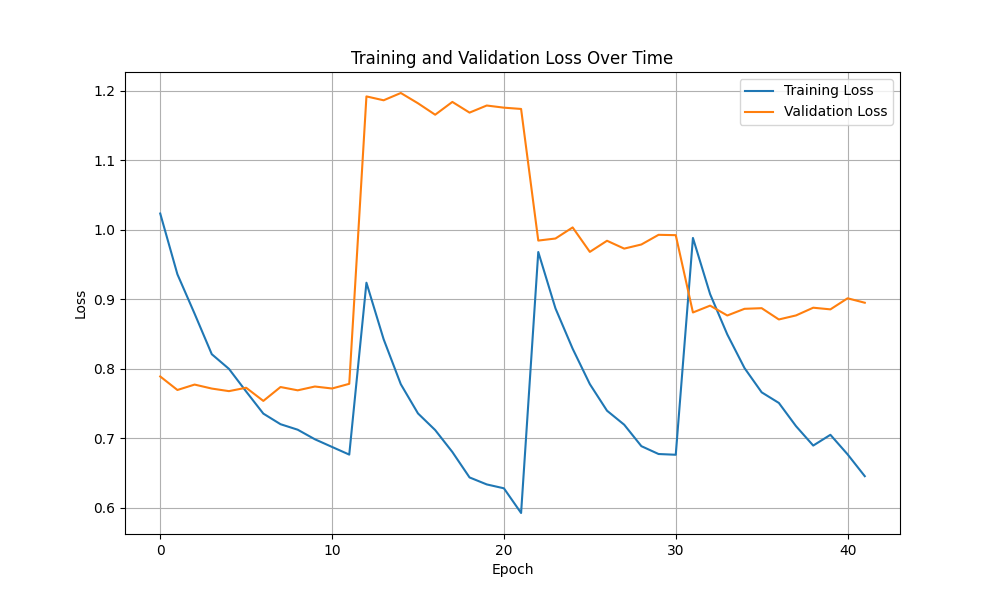 Training and Validation Loss Over Time
Training Loss
Validation Loss
1.2
1.1
1.0
0.9
0.8
0.7
0.6
Loss
0 10 20 30 40
Epoch